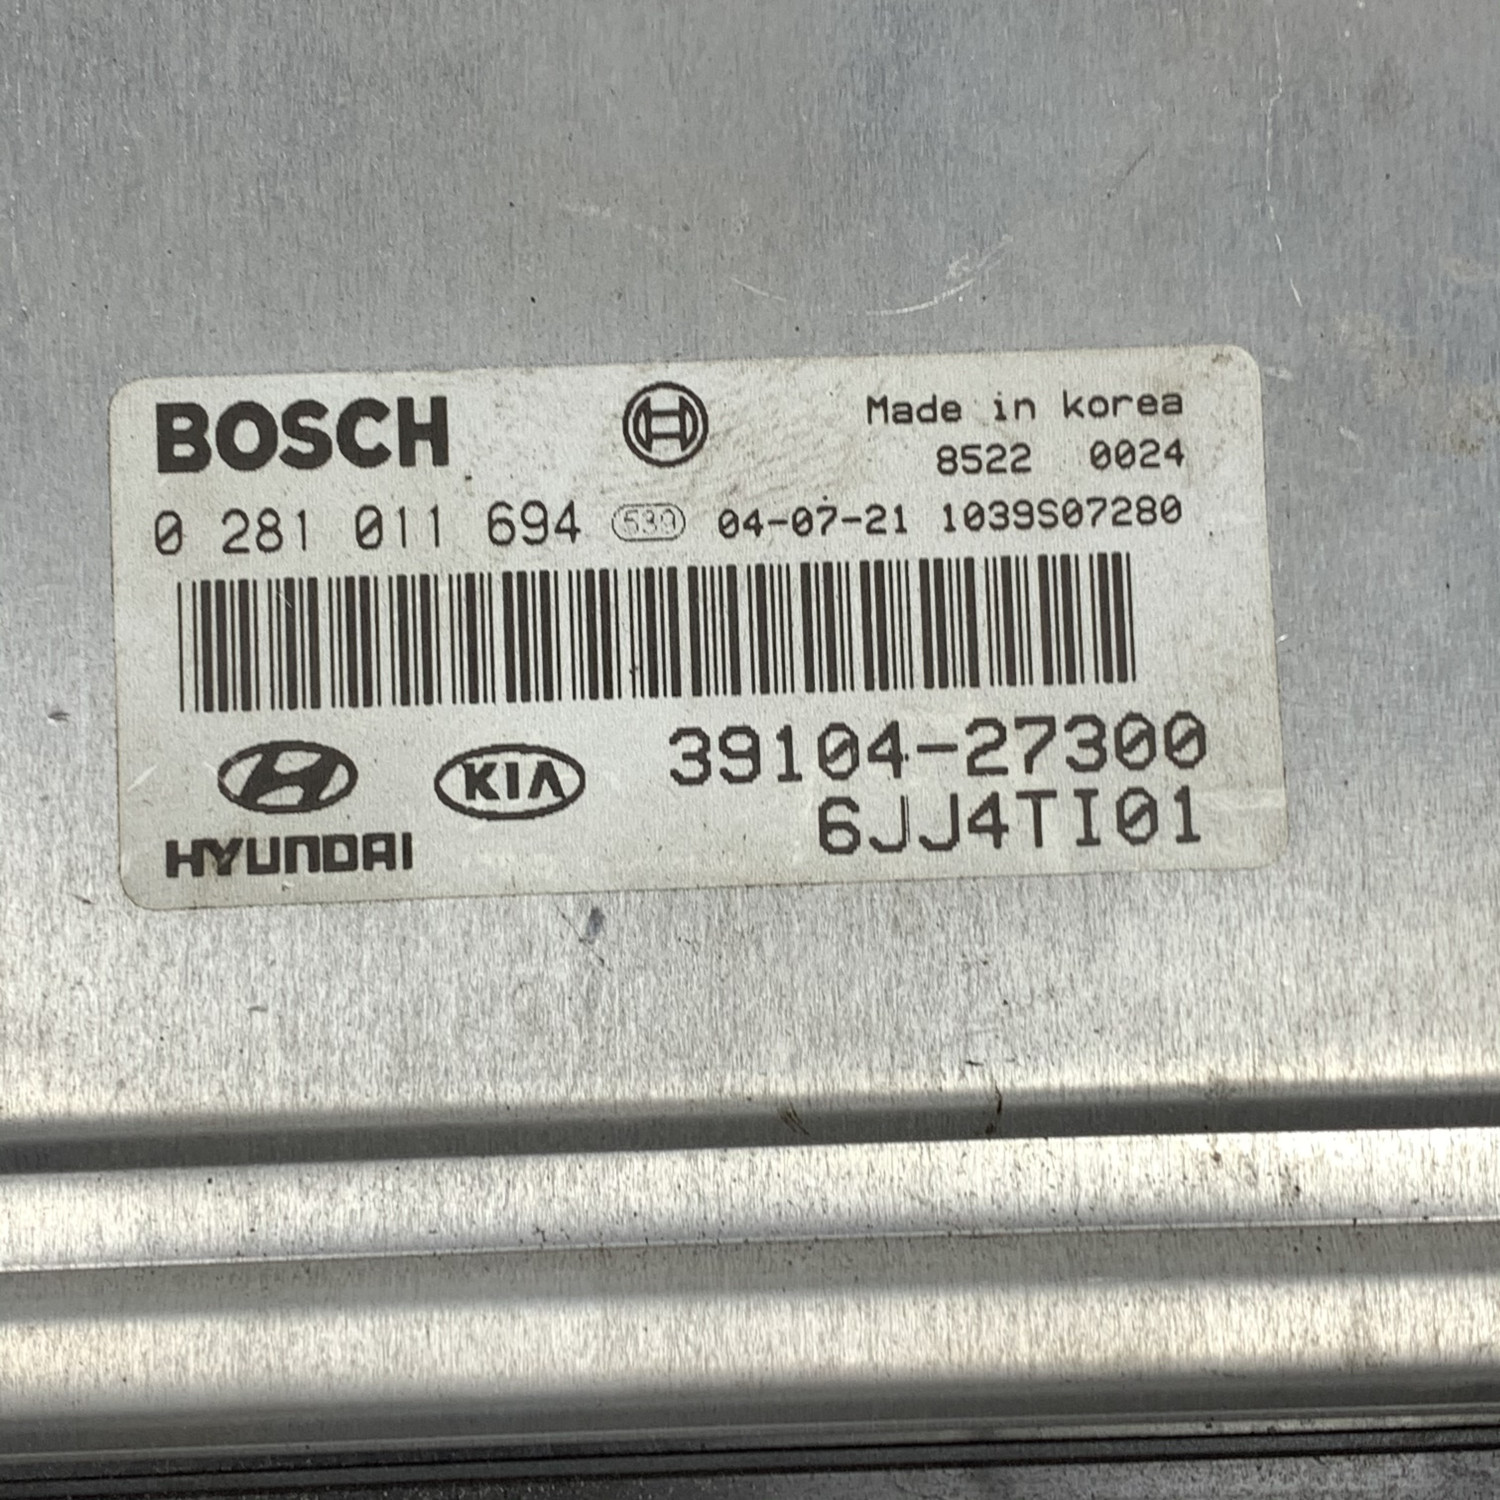 BOSCH
Made in korea
8522 0024
0 281 011 694 539 04-07-21 1039S07280
39104-27300
KIA
6JJ4TI01
HYUNDAI